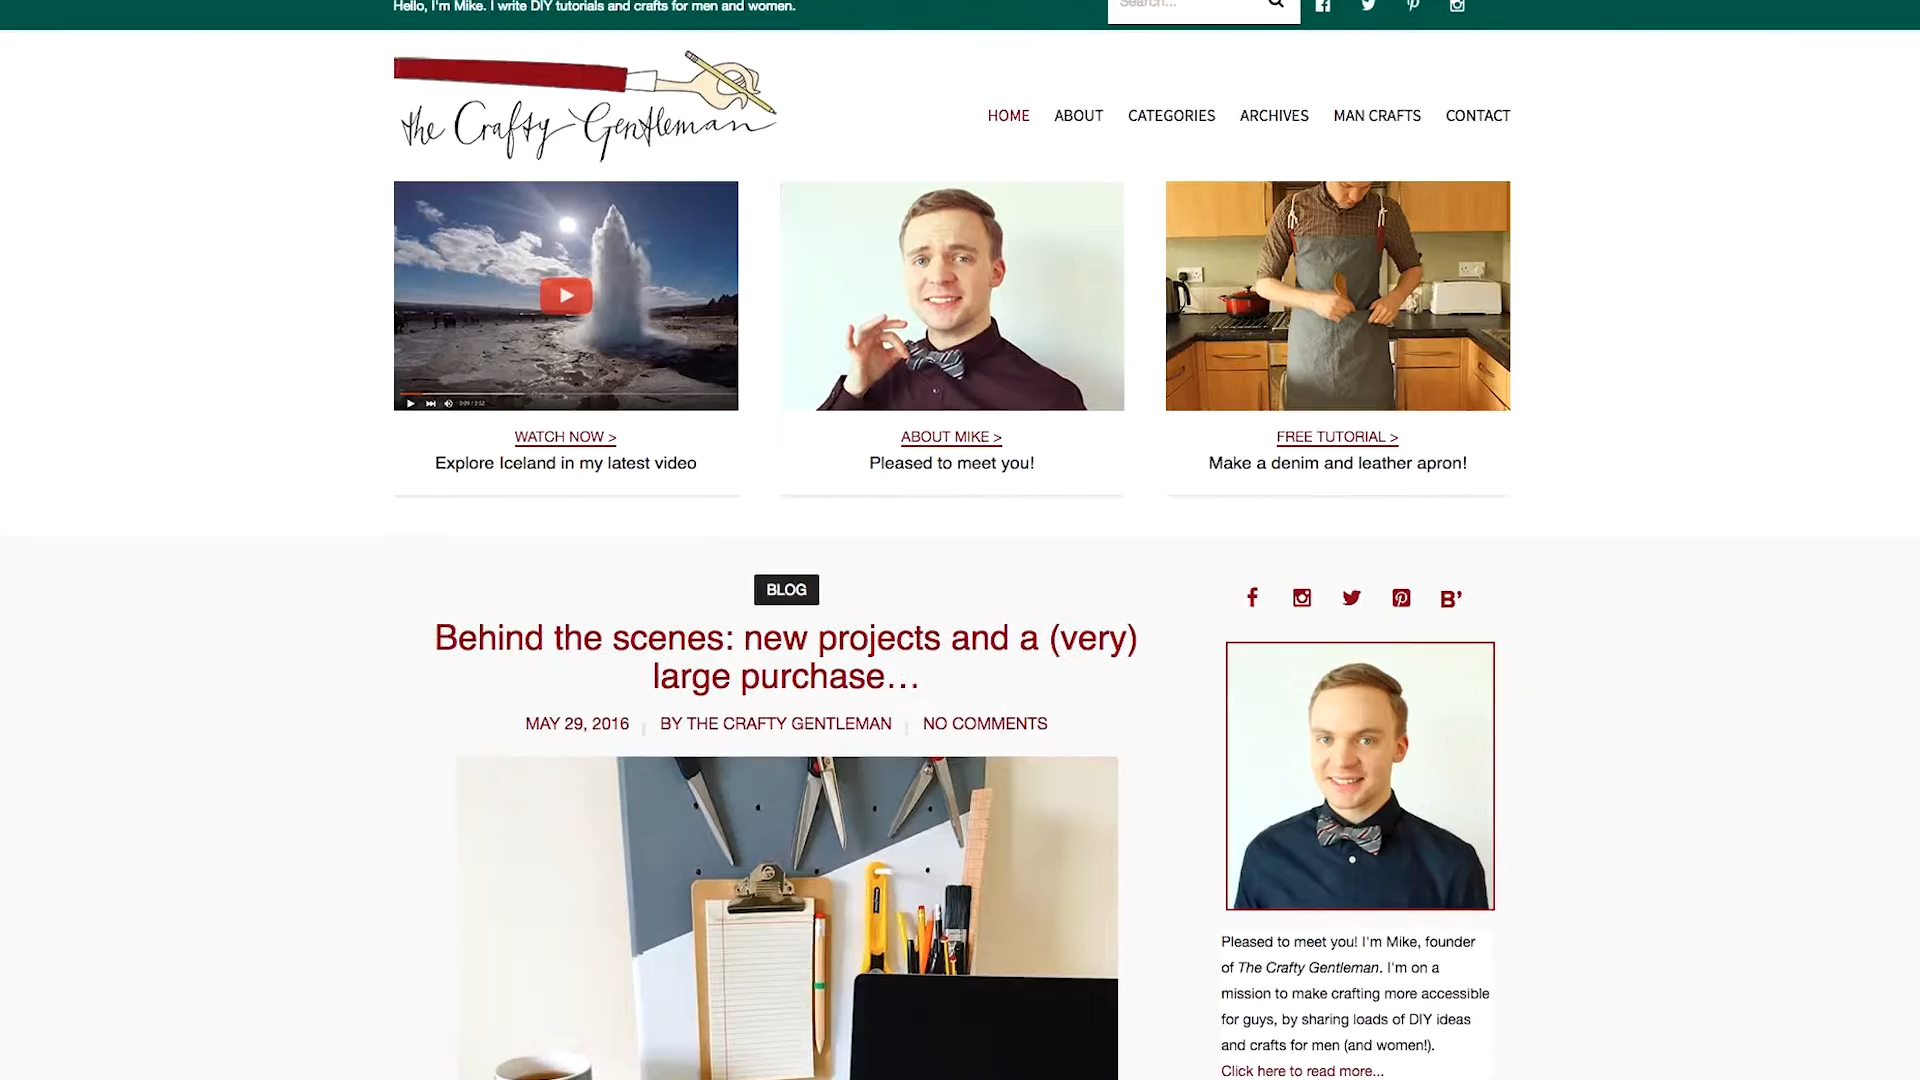 Hello, I'm Mike. I write DIY tutorials and crafts for men and women.
Search...
the Crafty Gentleman
HOME ABOUT CATEGORIES ARCHIVES MAN CRAFTS CONTACT
WATCH NOW >
Explore Iceland in my latest video
ABOUT MIKE >
Pleased to meet you!
FREE TUTORIAL >
Make a denim and leather apron!
BLOG
Behind the scenes: new projects and a (very)
large purchase...
MAY 29, 2016 BY THE CRAFTY GENTLEMAN NO COMMENTS
Pleased to meet you! I'm Mike, founder
of The Crafty Gentleman. I'm on a
mission to make crafting more accessible
for guys, by sharing loads of DIY ideas
and crafts for men (and women!).
Click here to read more...